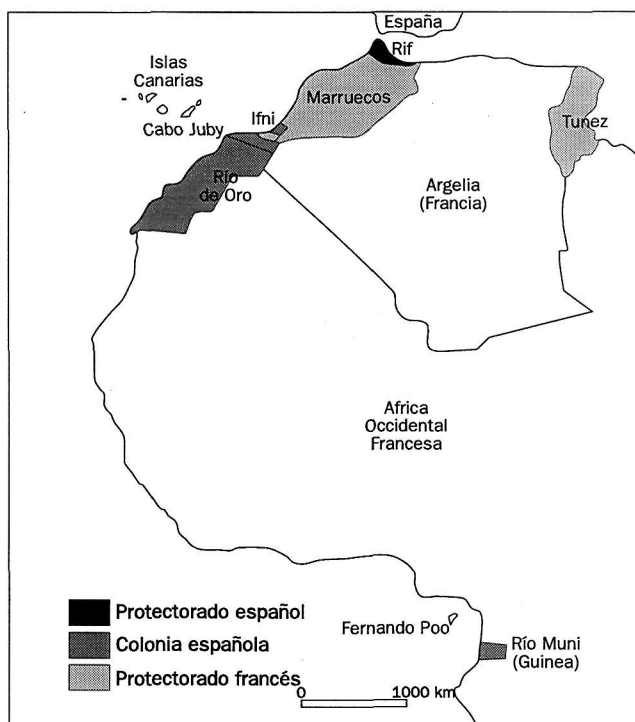 España
Rif
Islas
Canarias
Marruecos
Ifni
Cabo Juby
Tunez
Río
de Oro
Argelia
(Francia)
Africa
Occidental
Francesa
Protectorado español
Colonia española
Protectorado francés
Fernando Poo
Río Muni
(Guinea)
0
1000 km